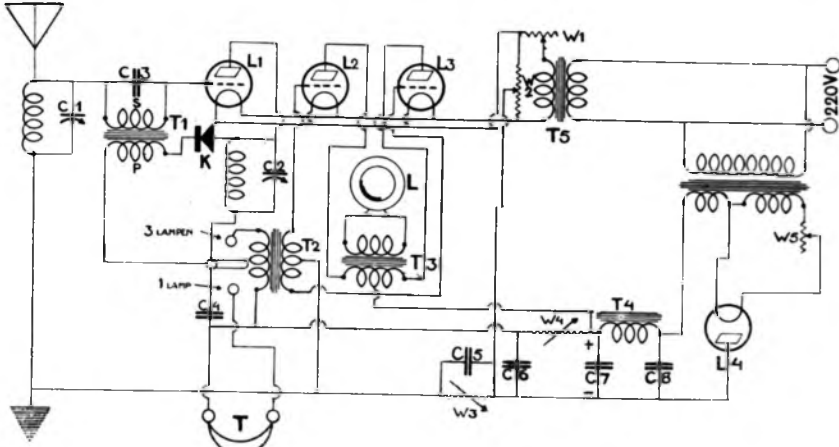 L1
L2
L3
W1
W2
C3
S
T1
P
C1
K
C2
T5
220V
L
3 LAMPEN
T2
T3
W5
1 LAMP
C4
T4
W4
L4
C5
C6
+
C7
C8
−
W3
T